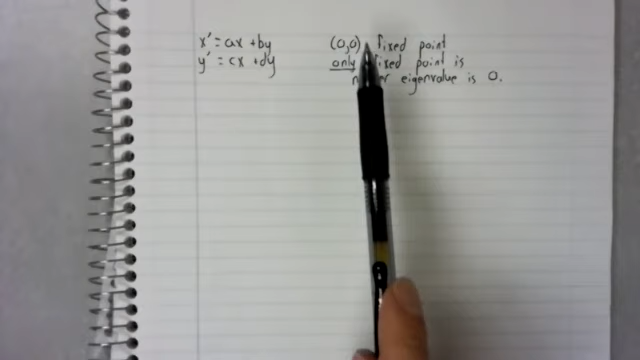 x' = ax + by
y' = cx + dy
(0,0) fixed point
only fixed point is
eigenvalue is 0.